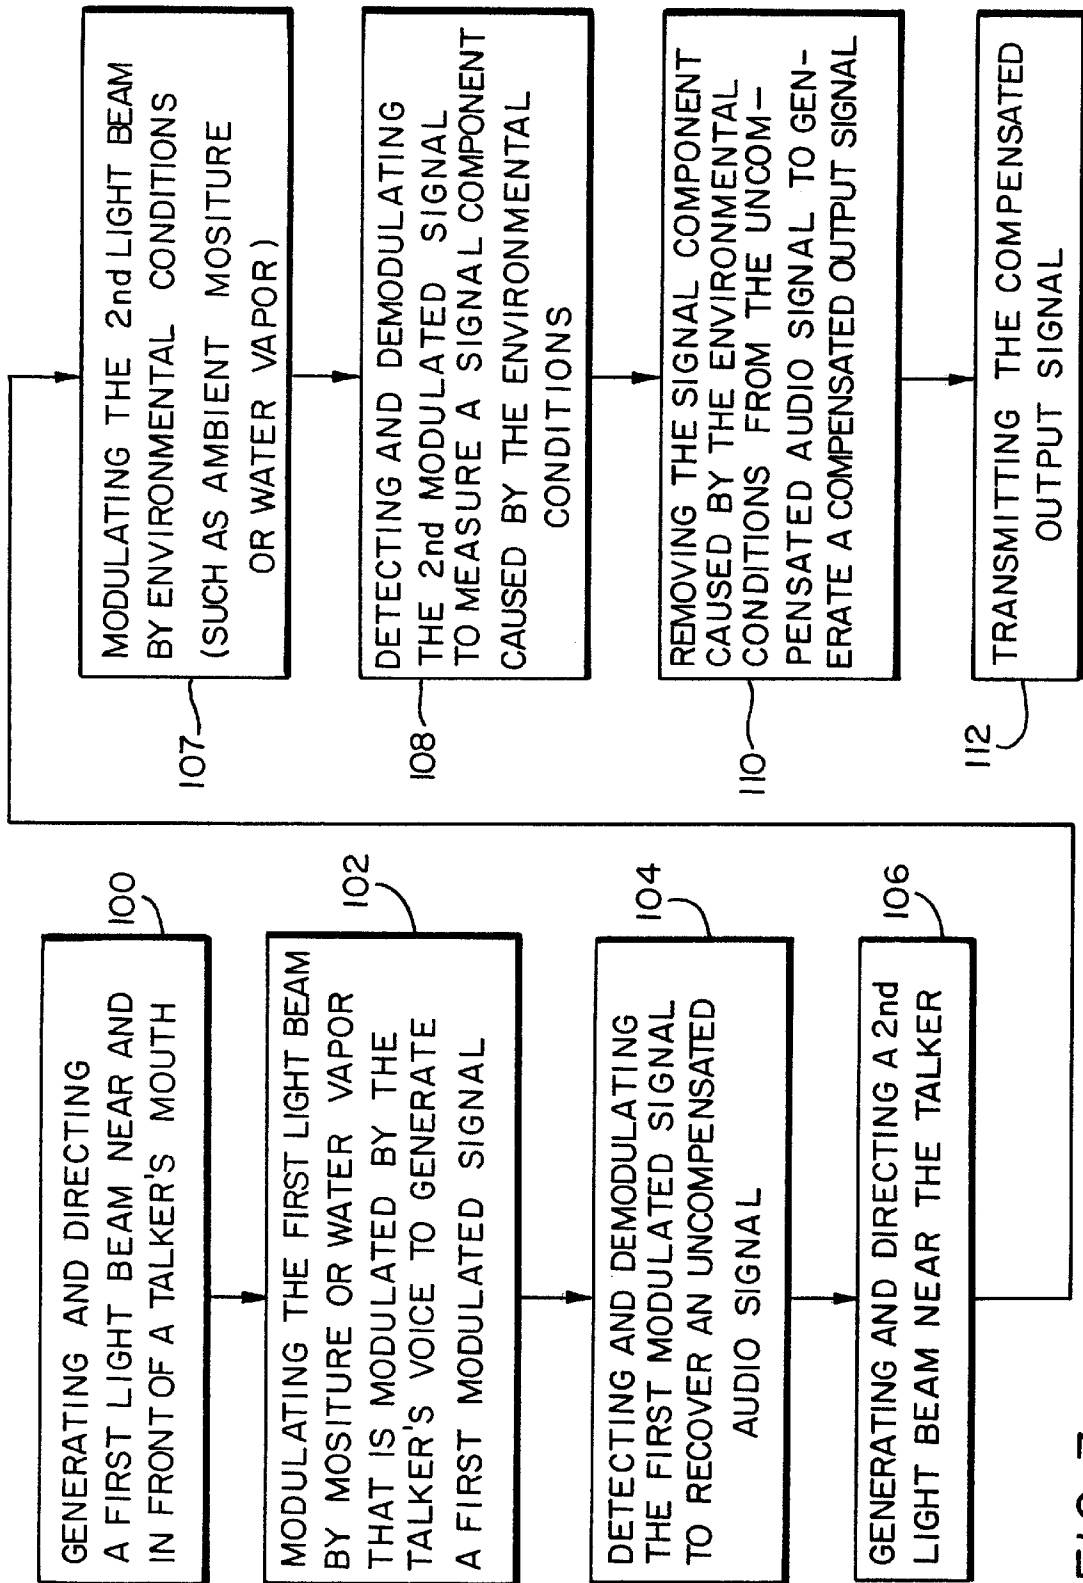 GENERATING AND DIRECTING
A FIRST LIGHT BEAM NEAR AND
IN FRONT OF A TALKER'S MOUTH
100
MODULATING THE FIRST LIGHT BEAM
BY MOSITURE OR WATER VAPOR
THAT IS MODULATED BY THE
TALKER'S VOICE TO GENERATE
A FIRST MODULATED SIGNAL
102
DETECTING AND DEMODULATING
THE FIRST MODULATED SIGNAL
TO RECOVER AN UNCOMPENSATED
AUDIO SIGNAL
104
GENERATING AND DIRECTING A 2nd
LIGHT BEAM NEAR THE TALKER
106
MODULATING THE 2nd LIGHT BEAM
BY ENVIRONMENTAL CONDITIONS
(SUCH AS AMBIENT MOSITURE
OR WATER VAPOR)
107
DETECTING AND DEMODULATING
THE 2nd MODULATED SIGNAL
TO MEASURE A SIGNAL COMPONENT
CAUSED BY THE ENVIRONMENTAL
CONDITIONS
108
REMOVING THE SIGNAL COMPONENT
CAUSED BY THE ENVIRONMENTAL
CONDITIONS FROM THE UNCOM-
PENSATED AUDIO SIGNAL TO GEN-
ERATE A COMPENSATED OUTPUT SIGNAL
110
TRANSMITTING THE COMPENSATED
OUTPUT SIGNAL
112